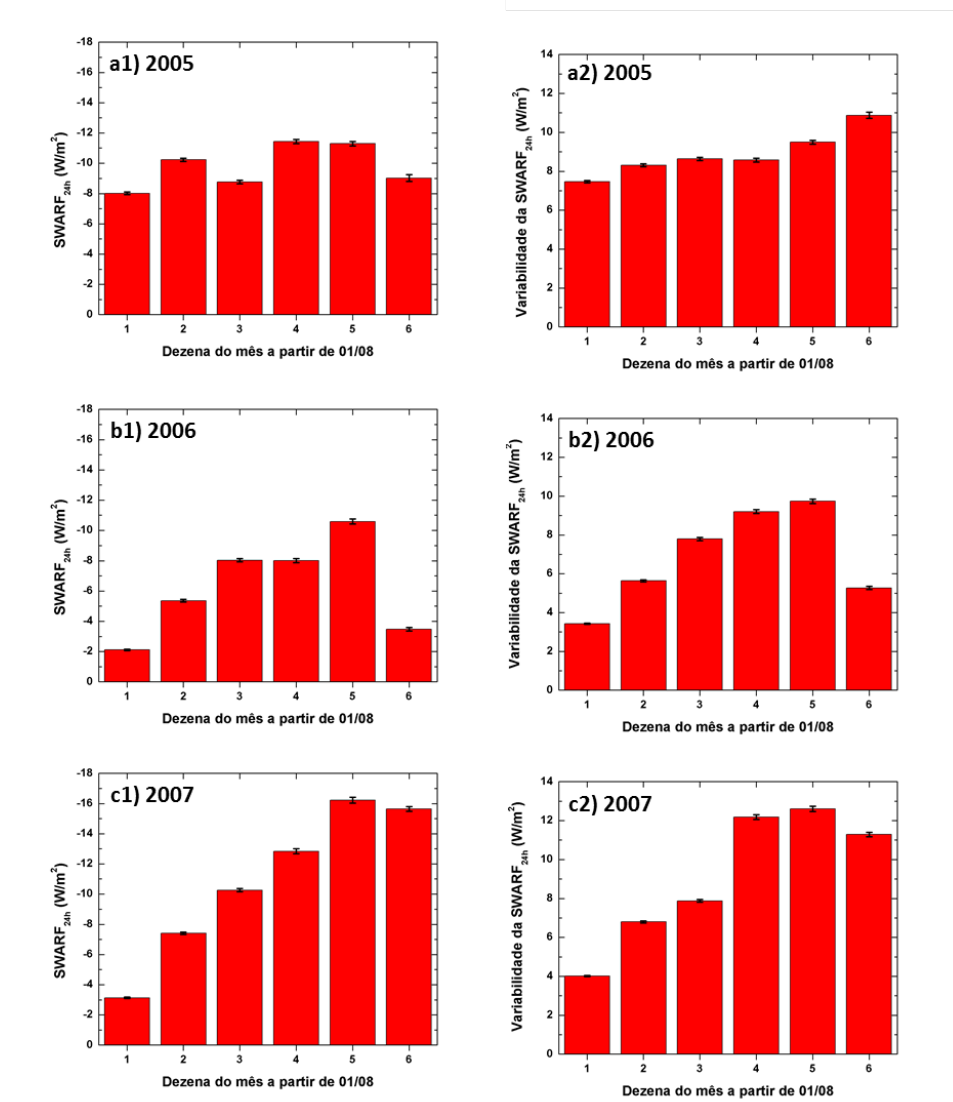 a1) 2005
SWARF24h (W/m²)
-18
-16
-14
-12
-10
-8
-6
-4
-2
0
1 2 3 4 5 6
Dezena do mês a partir de 01/08
a2) 2005
Variabilidade da SWARF24h (W/m²)
14
12
10
8
6
4
2
0
1 2 3 4 5 6
Dezena do mês a partir de 01/08
b1) 2006
SWARF24h (W/m²)
-18
-16
-14
-12
-10
-8
-6
-4
-2
0
1 2 3 4 5 6
Dezena do mês a partir de 01/08
b2) 2006
Variabilidade da SWARF24h (W/m²)
14
12
10
8
6
4
2
0
1 2 3 4 5 6
Dezena do mês a partir de 01/08
c1) 2007
SWARF24h (W/m²)
-18
-16
-14
-12
-10
-8
-6
-4
-2
0
1 2 3 4 5 6
Dezena do mês a partir de 01/08
c2) 2007
Variabilidade da SWARF24h (W/m²)
14
12
10
8
6
4
2
0
1 2 3 4 5 6
Dezena do mês a partir de 01/08